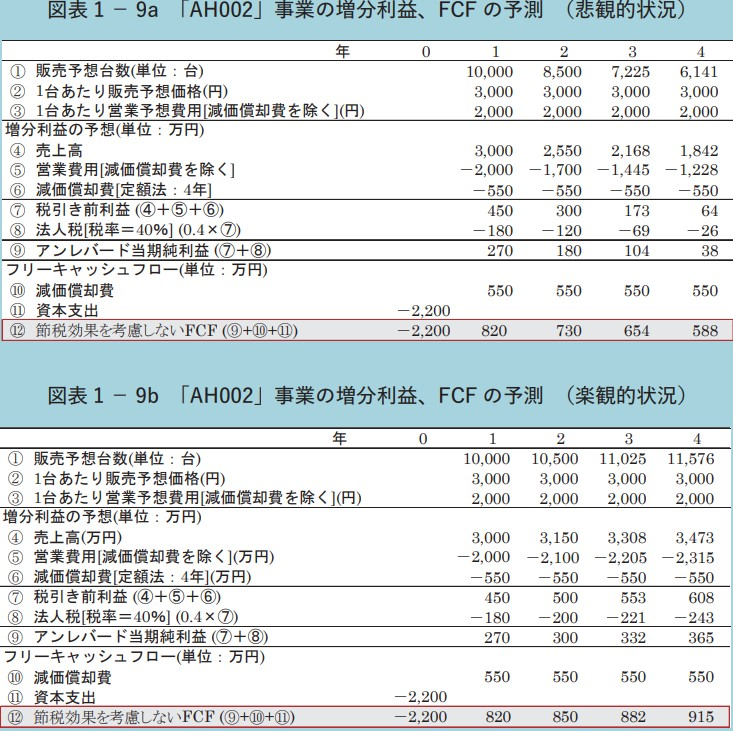 図表1－9a 「AH002」事業の増分利益、FCFの予測 （悲観的状況）
年 0 1 2 3 4
① 販売予想台数(単位：台) 10,000 8,500 7,225 6,141
② 1台あたり販売予想価格(円) 3,000 3,000 3,000 3,000
③ 1台あたり営業予想費用[減価償却費を除く](円) 2,000 2,000 2,000 2,000
増分利益の予想(単位：万円)
④ 売上高 3,000 2,550 2,168 1,842
⑤ 営業費用[減価償却費を除く] －2,000 －1,700 －1,445 －1,228
⑥ 減価償却費[定額法：4年] －550 －550 －550 －550
⑦ 税引き前利益 (④＋⑤＋⑥) 450 300 173 64
⑧ 法人税[税率＝40%] (0.4×⑦) －180 －120 －69 －26
⑨ アンレバード当期純利益 (⑦＋⑧) 270 180 104 38
フリーキャッシュフロー(単位：万円)
⑩ 減価償却費 550 550 550 550
⑪ 資本支出 －2,200
⑫ 節税効果を考慮しないFCF (⑨+⑩+⑪) －2,200 820 730 654 588
図表1－9b 「AH002」事業の増分利益、FCFの予測 （楽観的状況）
年 0 1 2 3 4
① 販売予想台数(単位：台) 10,000 10,500 11,025 11,576
② 1台あたり販売予想価格(円) 3,000 3,000 3,000 3,000
③ 1台あたり営業予想費用[減価償却費を除く](円) 2,000 2,000 2,000 2,000
増分利益の予想(単位：万円)
④ 売上高(万円) 3,000 3,150 3,308 3,473
⑤ 営業費用[減価償却費を除く](万円) －2,000 －2,100 －2,205 －2,315
⑥ 減価償却費[定額法：4年](万円) －550 －550 －550 －550
⑦ 税引き前利益 (④＋⑤＋⑥) 450 500 553 608
⑧ 法人税[税率＝40%] (0.4×⑦) －180 －200 －221 －243
⑨ アンレバード当期純利益 (⑦＋⑧) 270 300 332 365
フリーキャッシュフロー(単位：万円)
⑩ 減価償却費 550 550 550 550
⑪ 資本支出 －2,200
⑫ 節税効果を考慮しないFCF (⑨+⑩+⑪) －2,200 820 850 882 915